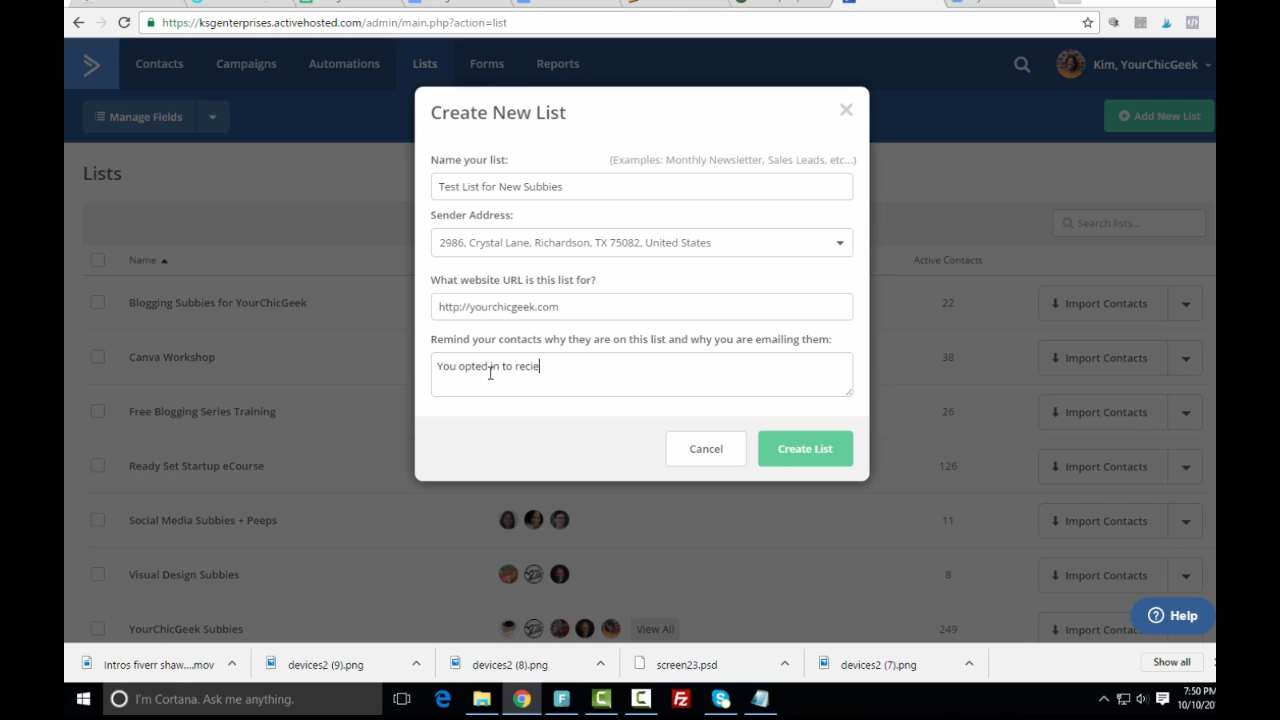 https://ksgenterprises.activehosted.com/admin/main.php?action=list
Contacts Campaigns Automations Lists Forms Reports Kim, YourChicGeek
Manage Fields Add New List
Create New List
Lists
Name your list: (Examples: Monthly Newsletter, Sales Leads, etc...)
Test List for New Subbies
Sender Address:
Search lists...
2986, Crystal Lane, Richardson, TX 75082, United States
Name Active Contacts
What website URL is this list for?
http://yourchicgeek.com
Blogging Subbies for YourChicGeek 22 Import Contacts
Remind your contacts why they are on this list and why you are emailing them:
You opted in to recie
Canva Workshop 38 Import Contacts
Free Blogging Series Training 26 Import Contacts
Cancel Create List
Ready Set Startup eCourse 126 Import Contacts
Social Media Subbies + Peeps 11 Import Contacts
Visual Design Subbies 8 Import Contacts
Help
YourChicGeek Subbies View All 249 Import Conta
Intros fiverr shaw....mov devices2 (9).png devices2 (8).png screen23.psd devices2 (7).png Show all
I'm Cortana. Ask me anything.
7:50 PM
10/10/20